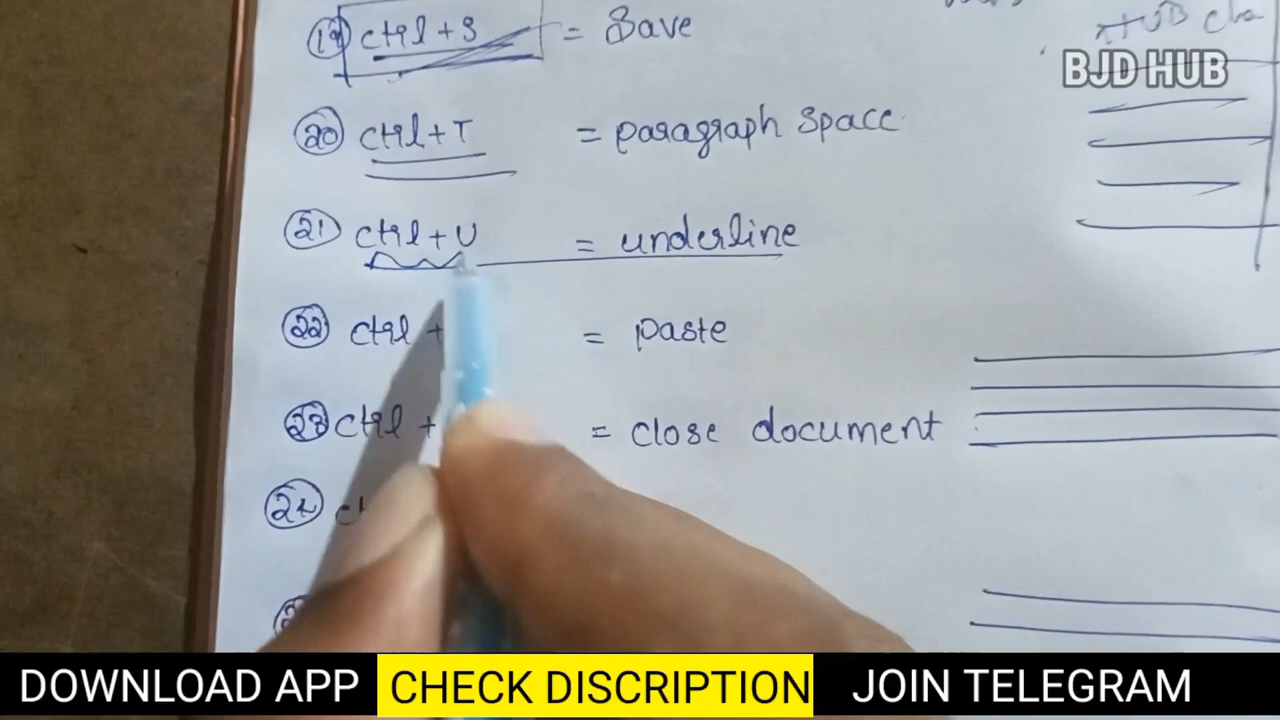 19 Ctrl + S = Save
BJD HUB
20 Ctrl + T = Paragraph Space
21 Ctrl + U = underline
22 Ctrl + = Paste
23 Ctrl + = Close document
24
DOWNLOAD APP CHECK DISCRIPTION JOIN TELEGRAM